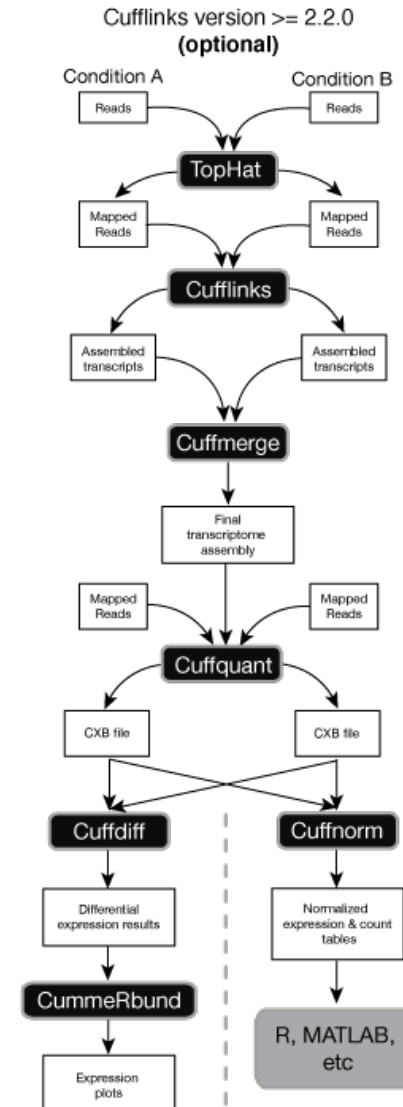 Cufflinks version >= 2.2.0
(optional)
Condition A
Condition B
Reads
Reads
TopHat
Mapped
Reads
Mapped
Reads
Cufflinks
Assembled
transcripts
Assembled
transcripts
Cuffmerge
Final
transcriptome
assembly
Mapped
Reads
Mapped
Reads
Cuffquant
CXB file
CXB file
Cuffdiff
Cuffnorm
Differential
expression results
Normalized
expression & count
tables
CummeRbund
R, MATLAB,
etc
Expression
plots